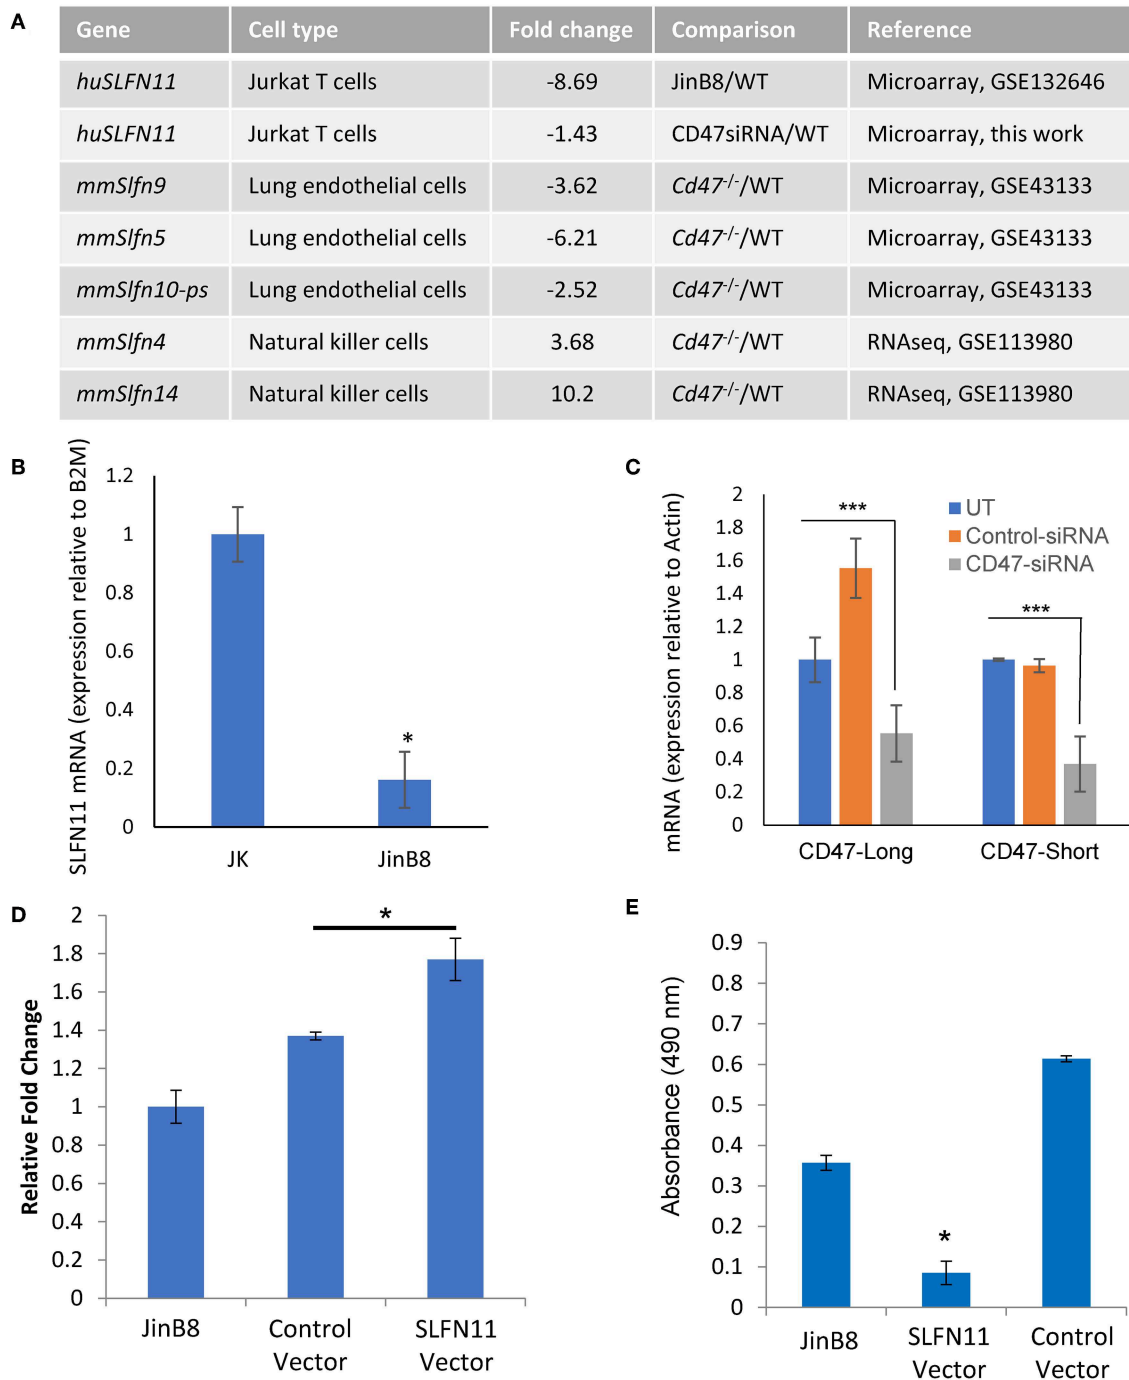 A
Gene Cell type Fold change Comparison Reference
huSLFN11 Jurkat T cells -8.69 JinB8/WT Microarray, GSE132646
huSLFN11 Jurkat T cells -1.43 CD47siRNA/WT Microarray, this work
mmSlfn9 Lung endothelial cells -3.62 Cd47-/-/WT Microarray, GSE43133
mmSlfn5 Lung endothelial cells -6.21 Cd47-/-/WT Microarray, GSE43133
mmSlfn10-ps Lung endothelial cells -2.52 Cd47-/-/WT Microarray, GSE43133
mmSlfn4 Natural killer cells 3.68 Cd47-/-/WT RNAseq, GSE113980
mmSlfn14 Natural killer cells 10.2 Cd47-/-/WT RNAseq, GSE113980
B
SLFN11 mRNA (expression relative to B2M)
1.2
1
0.8
0.6
0.4
0.2
0
*
JK JinB8
C
mRNA (expression relative to Actin)
2
1.8
1.6
1.4
1.2
1
0.8
0.6
0.4
0.2
0
***
***
UT
Control-siRNA
CD47-siRNA
CD47-Long CD47-Short
D
Relative Fold Change
2
1.8
1.6
1.4
1.2
1
0.8
0.6
0.4
0.2
0
*
JinB8 Control SLFN11
Vector Vector
E
Absorbance (490 nm)
0.9
0.8
0.7
0.6
0.5
0.4
0.3
0.2
0.1
0
*
JinB8 SLFN11 Control
Vector Vector